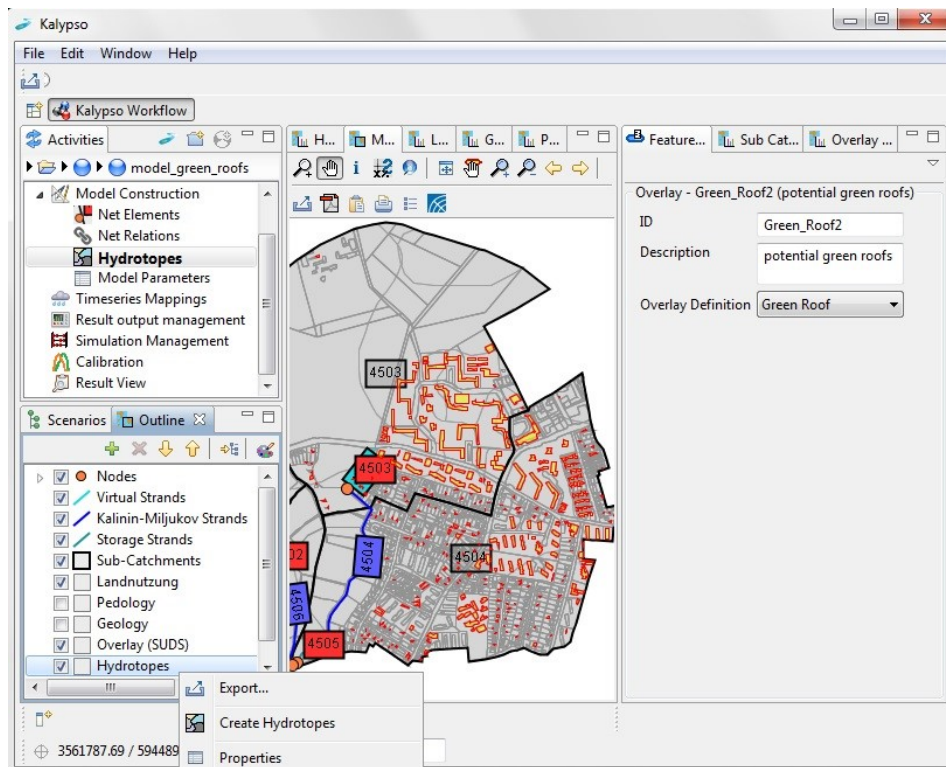 Kalypso
File Edit Window Help
Kalypso Workflow
Activities
model_green_roofs
Model Construction
Net Elements
Net Relations
Hydrotopes
Model Parameters
Timeseries Mappings
Result output management
Simulation Management
Calibration
Result View
Scenarios Outline
Nodes
Virtual Strands
Kalinin-Miljukov Strands
Storage Strands
Sub-Catchments
Landnutzung
Pedology
Geology
Overlay (SUDS)
Hydrotopes
H... M... L... G... P...
4503
4503
4504
4504
02
4506
4505
Feature... Sub Cat... Overlay ...
Overlay - Green_Roof2 (potential green roofs)
ID Green_Roof2
Description potential green roofs
Overlay Definition Green Roof
Export...
Create Hydrotopes
Properties
3561787.69 / 594489